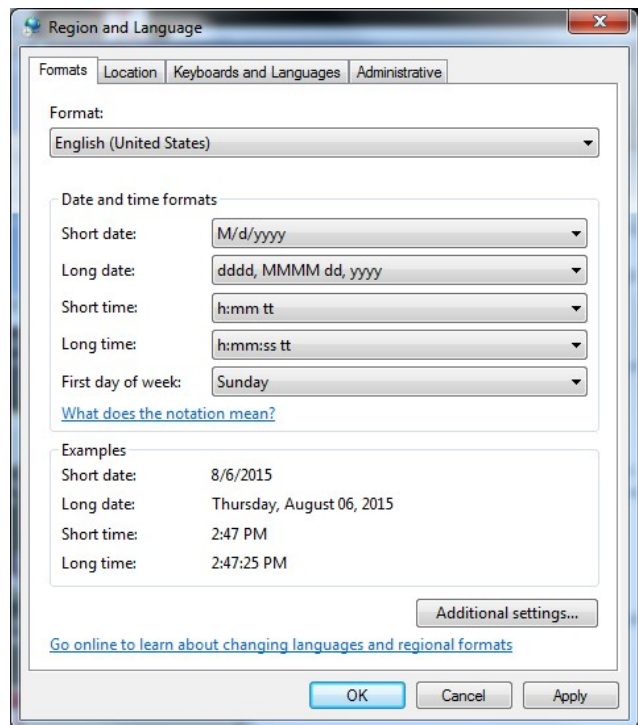 Region and Language
Formats Location Keyboards and Languages Administrative
Format:
English (United States)
Date and time formats
Short date: M/d/yyyy
Long date: dddd, MMMM dd, yyyy
Short time: h:mm tt
Long time: h:mm:ss tt
First day of week: Sunday
What does the notation mean?
Examples
Short date: 8/6/2015
Long date: Thursday, August 06, 2015
Short time: 2:47 PM
Long time: 2:47:25 PM
Additional settings...
Go online to learn about changing languages and regional formats
OK Cancel Apply